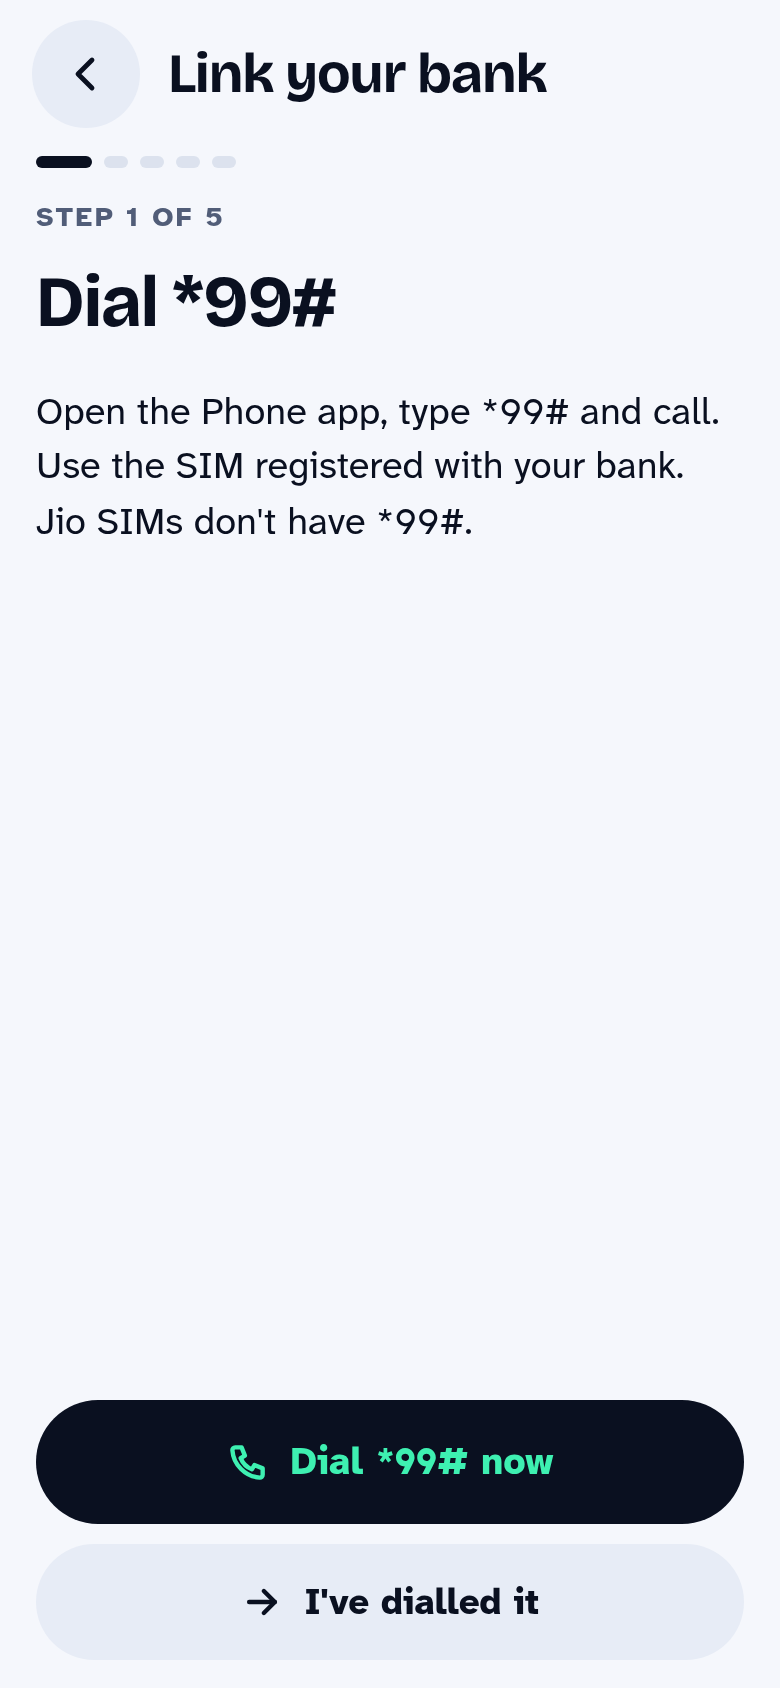 Link your bank
STEP 1 OF 5
Dial *99#
Open the Phone app, type *99# and call.
Use the SIM registered with your bank.
Jio SIMs don't have *99#.
Dial *99# now
I've dialled it